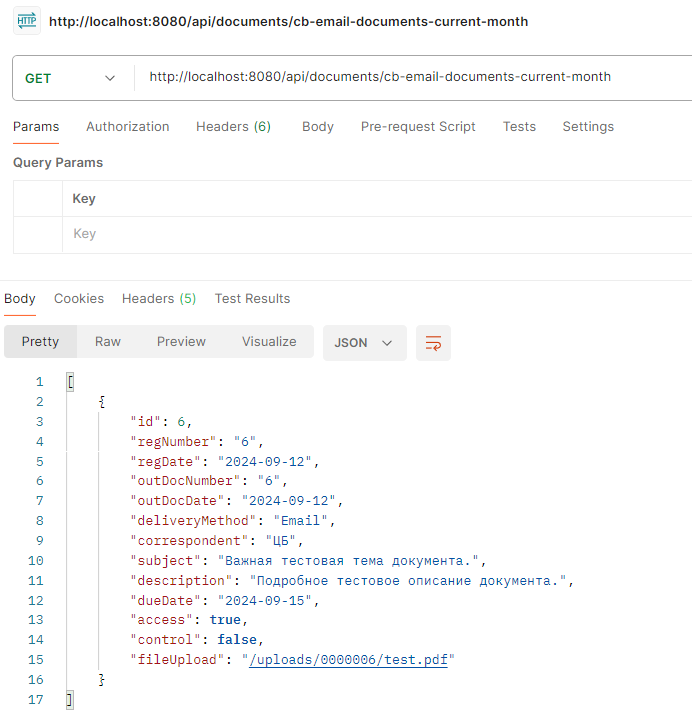 HTTP http://localhost:8080/api/documents/cb-email-documents-current-month
GET http://localhost:8080/api/documents/cb-email-documents-current-month
Params Authorization Headers (6) Body Pre-request Script Tests Settings
Query Params
Key
Key
Body Cookies Headers (5) Test Results
Pretty Raw Preview Visualize JSON
1 [
2 {
3 "id": 6,
4 "regNumber": "6",
5 "regDate": "2024-09-12",
6 "outDocNumber": "6",
7 "outDocDate": "2024-09-12",
8 "deliveryMethod": "Email",
9 "correspondent": "ЦБ",
10 "subject": "Важная тестовая тема документа.",
11 "description": "Подробное тестовое описание документа.",
12 "dueDate": "2024-09-15",
13 "access": true,
14 "control": false,
15 "fileUpload": "/uploads/0000006/test.pdf"
16 }
17 ]